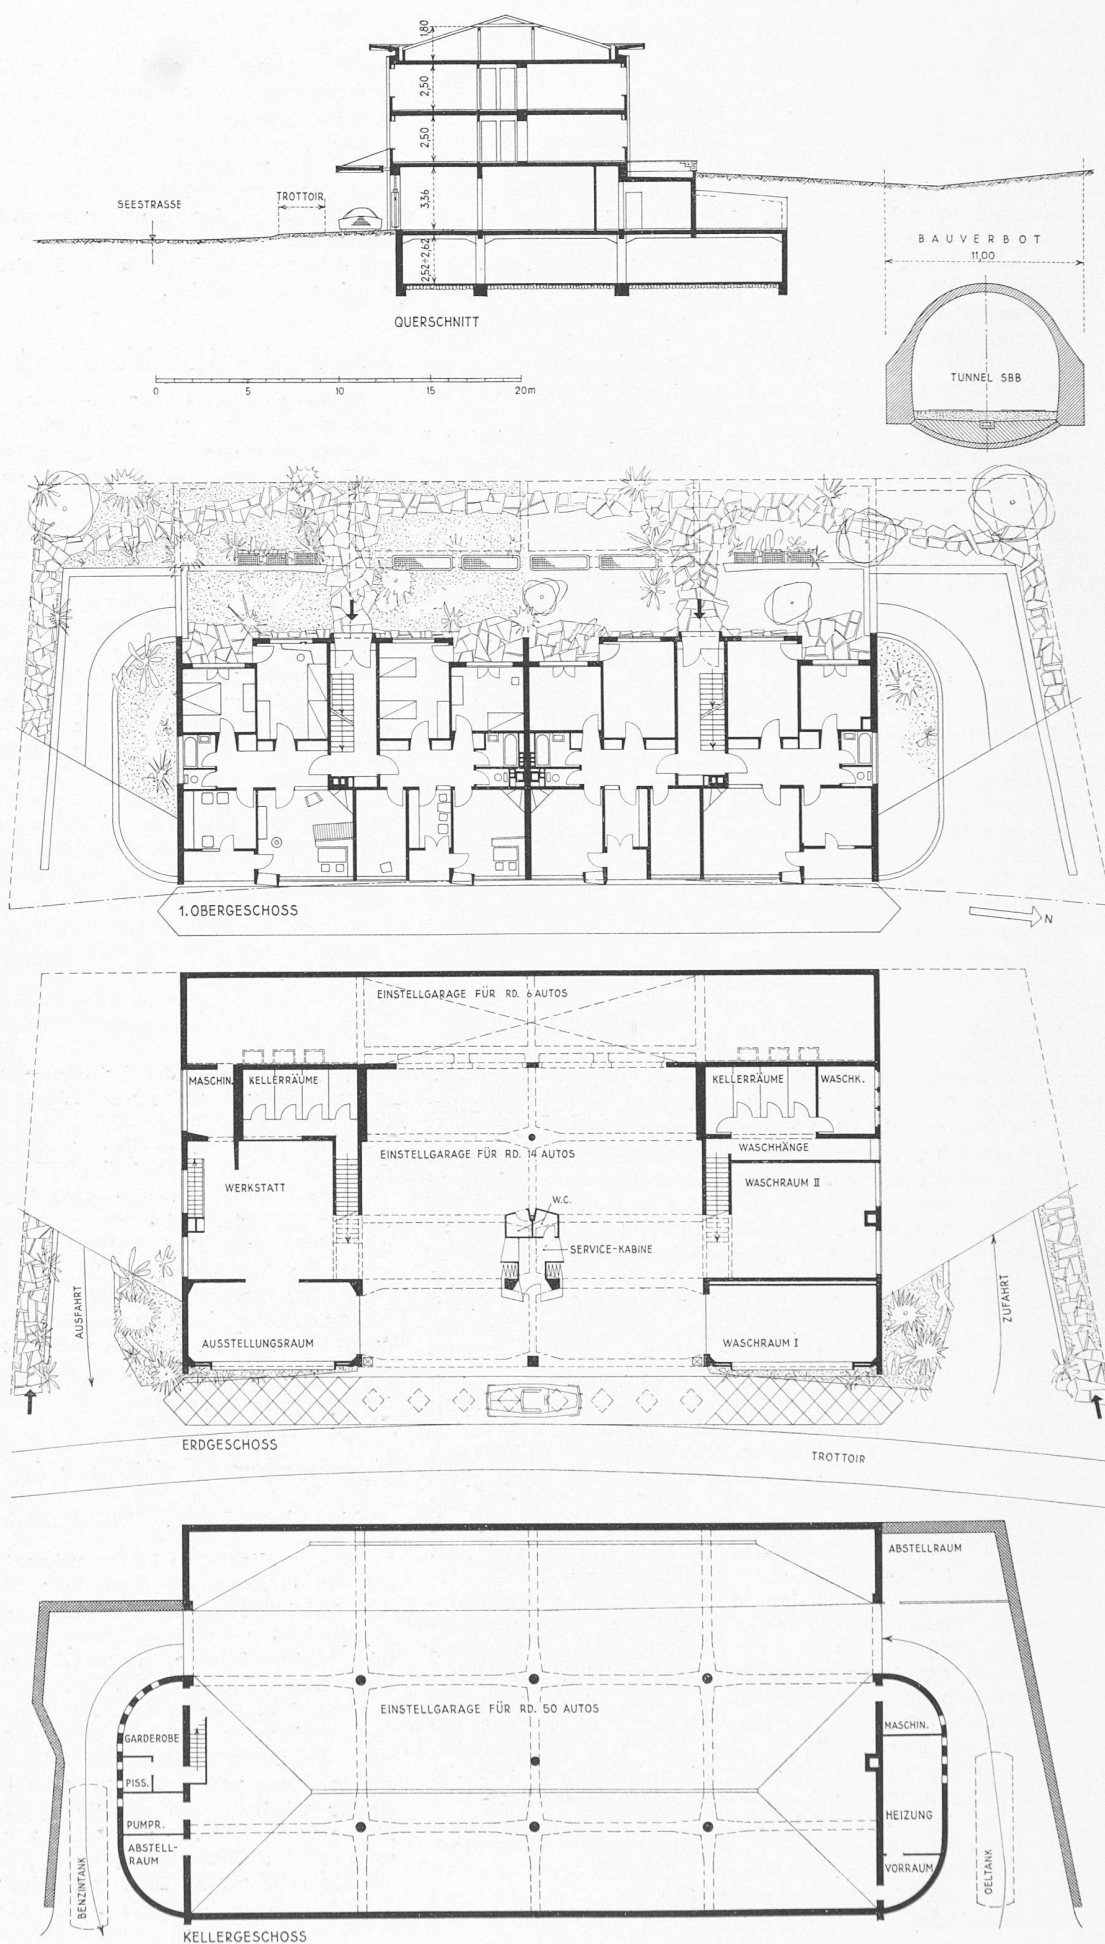 1,80
2,50
2,50
3,36
2,52÷2,62
SEESTRASSE
TROTTOIR
BAUVERBOT
11,00
QUERSCHNITT
0 5 10 15 20m
TUNNEL SBB
1. OBERGESCHOSS
N
EINSTELLGARAGE FÜR RD. 6 AUTOS
MASCHIN.
KELLERRÄUME
KELLERRÄUME
WASCHK.
EINSTELLGARAGE FÜR RD. 14 AUTOS
WASCHHÄNGE
WERKSTATT
WASCHRAUM II
W.C.
SERVICE-KABINE
AUSFAHRT
ZUFAHRT
AUSSTELLUNGSRAUM
WASCHRAUM I
ERDGESCHOSS
TROTTOIR
ABSTELLRAUM
EINSTELLGARAGE FÜR RD. 50 AUTOS
GARDEROBE
MASCHIN.
PISS.
PUMPR.
HEIZUNG
ABSTELL-
RAUM
VORRAUM
BENZINTANK
OELTANK
KELLERGESCHOSS